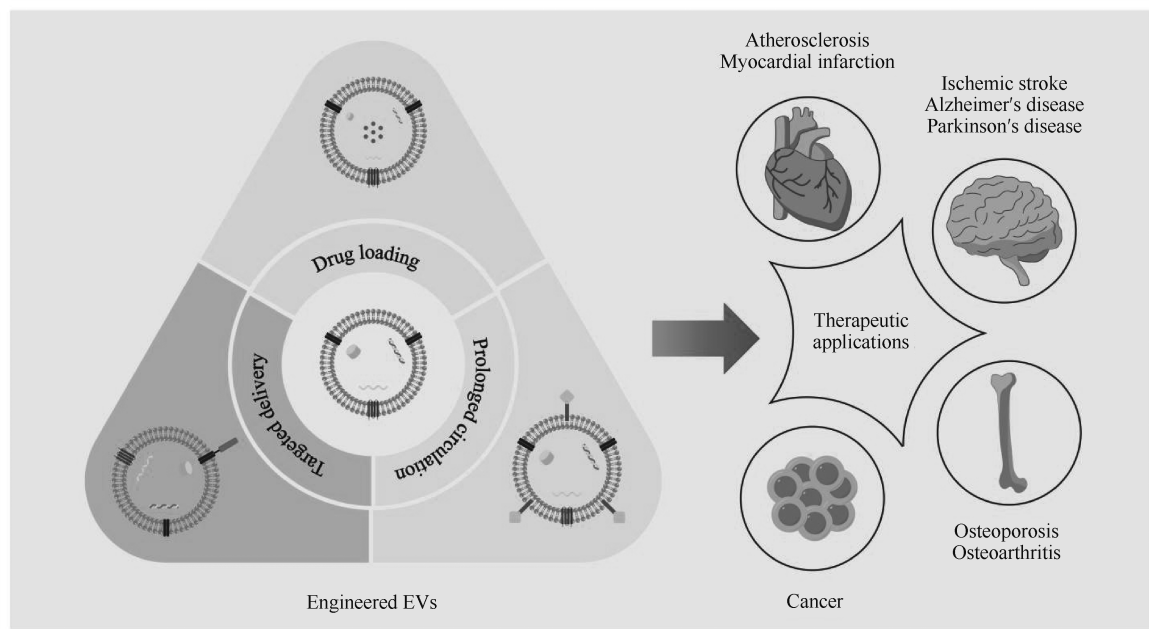 Atherosclerosis
Myocardial infarction
Ischemic stroke
Alzheimer′s disease
Parkinson′s disease
Drug loading
Targeted delivery
Prolonged circulation
Therapeutic
applications
Osteoporosis
Osteoarthritis
Engineered EVs
Cancer